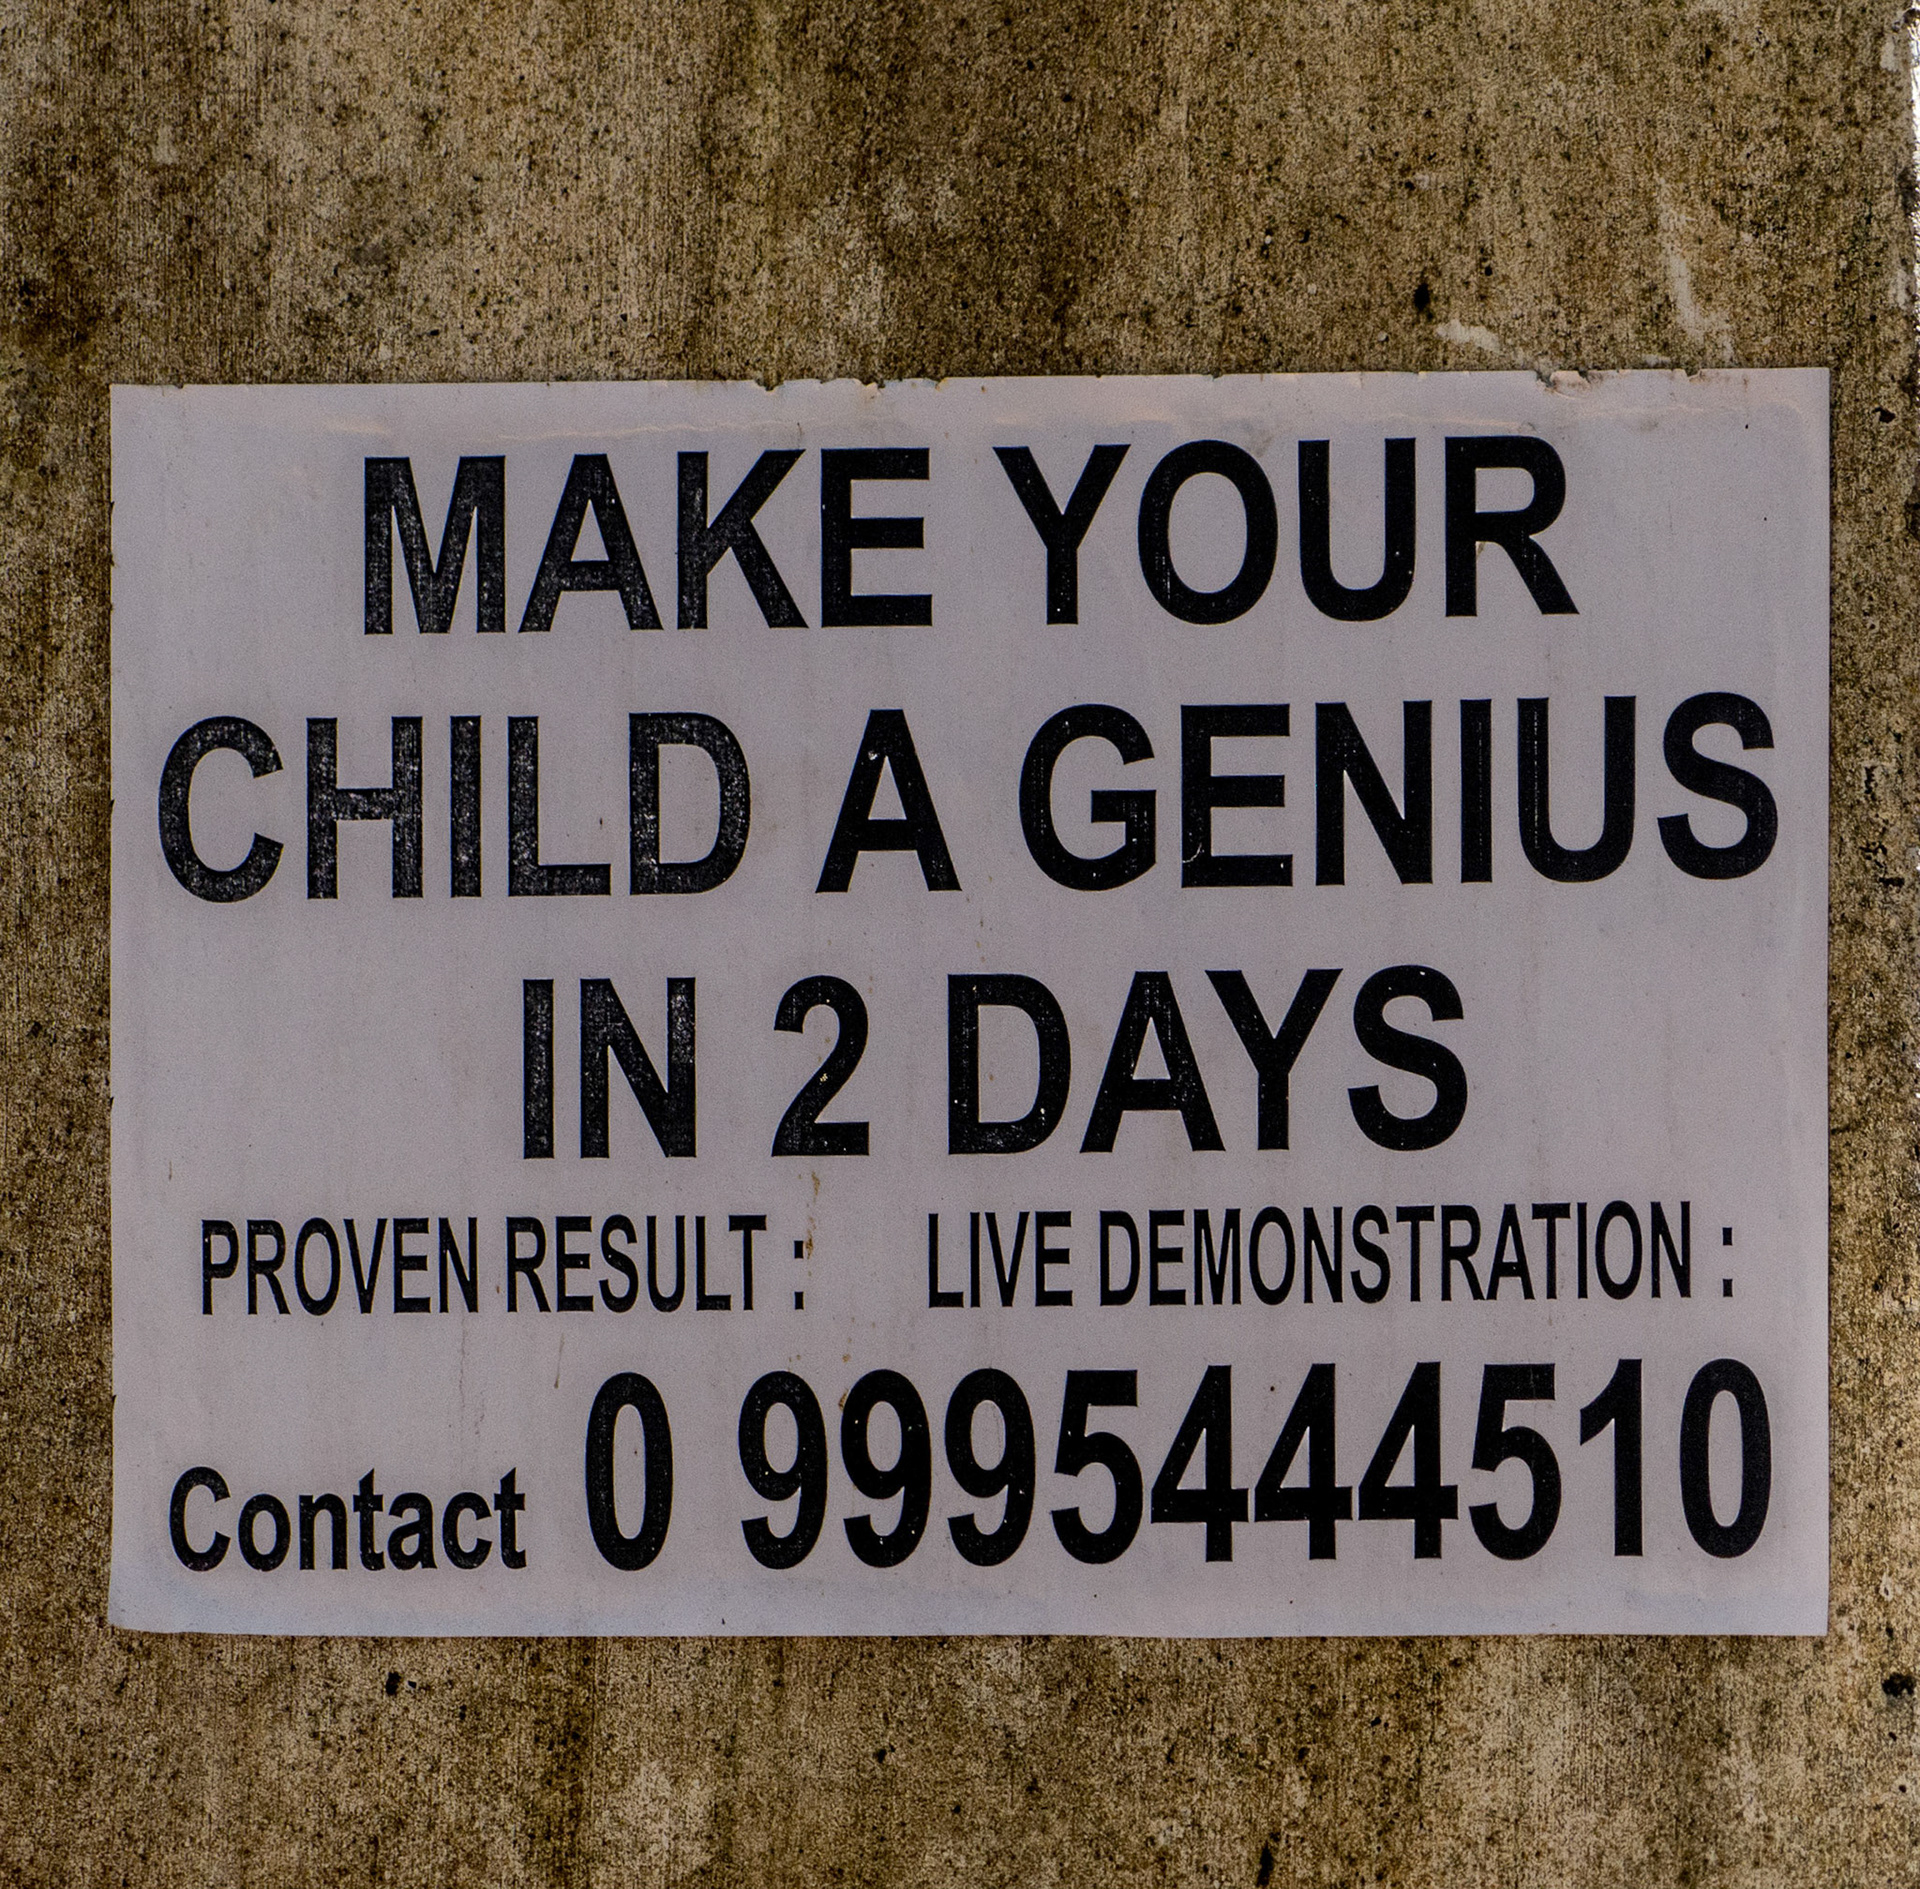 MAKE YOUR
CHILD A GENIUS
IN 2 DAYS
PROVEN RESULT : LIVE DEMONSTRATION :
Contact 0 9995444510